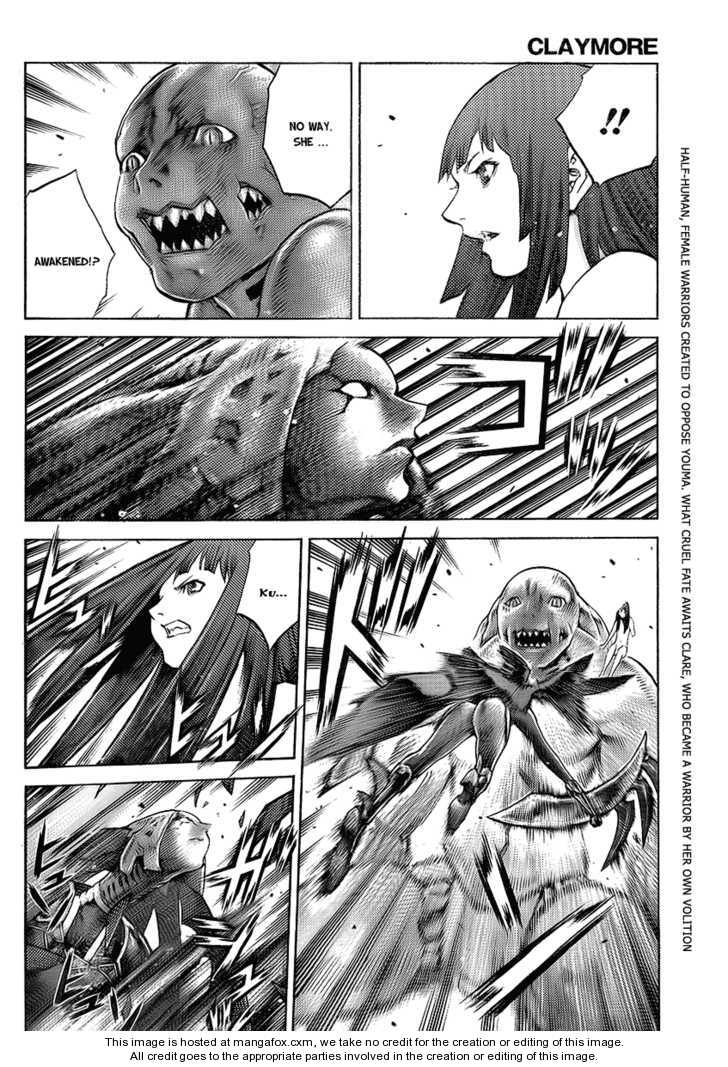 CLAYMORE
!!
NO WAY.
SHE ...
AWAKENED!?
KU...
HALF-HUMAN, FEMALE WARRIORS CREATED TO OPPOSE YOUMA. WHAT CRUEL FATE AWAITS CLARE, WHO BECAME A WARRIOR BY HER OWN VOLITION
This image is hosted at mangafox.cxm, we take no credit for the creation or editing of this image.
All credit goes to the appropriate parties involved in the creation or editing of this image.